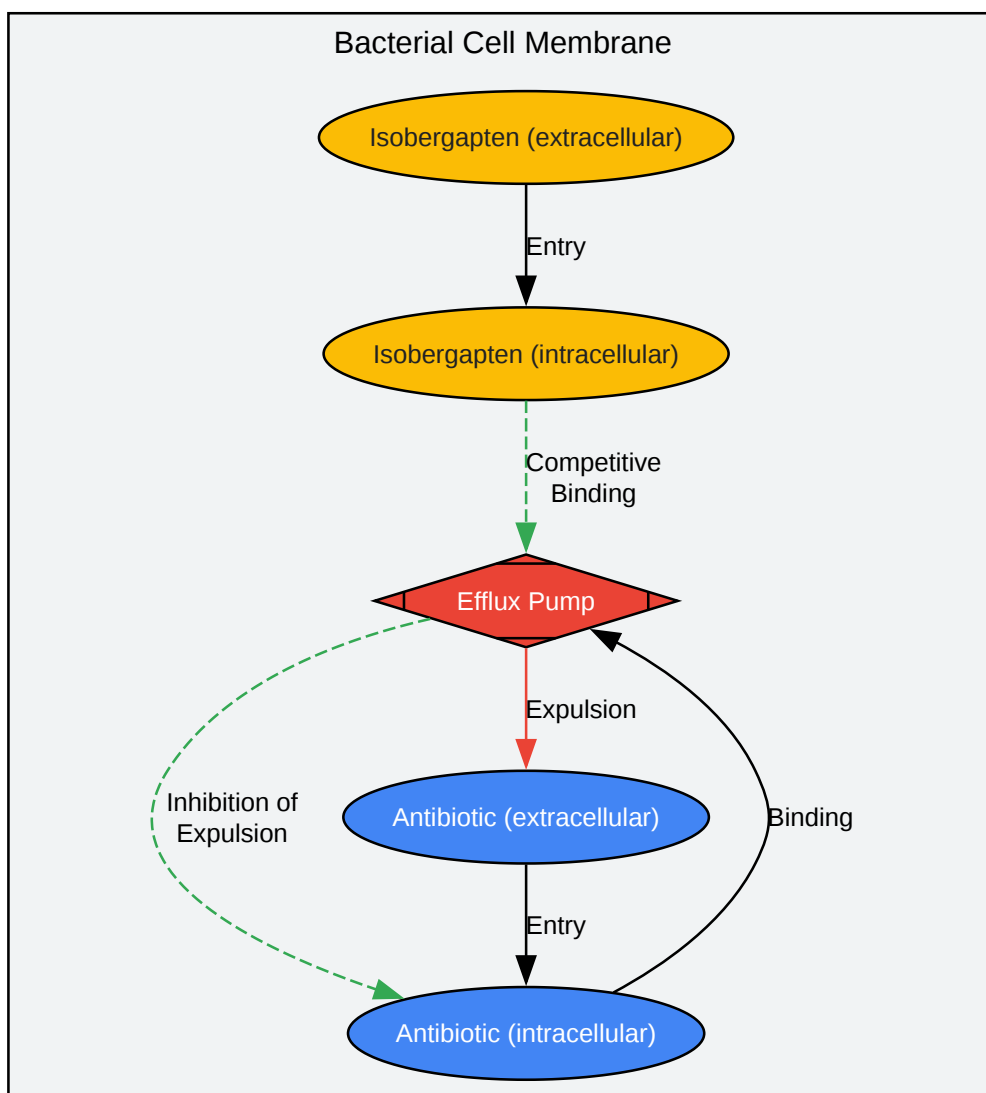 Bacterial Cell Membrane
Isobergapten (extracellular)
Entry
Isobergapten (intracellular)
Competitive
Binding
Efflux Pump
Expulsion
Inhibition of
Expulsion
Antibiotic (extracellular)
Binding
Entry
Antibiotic (intracellular)